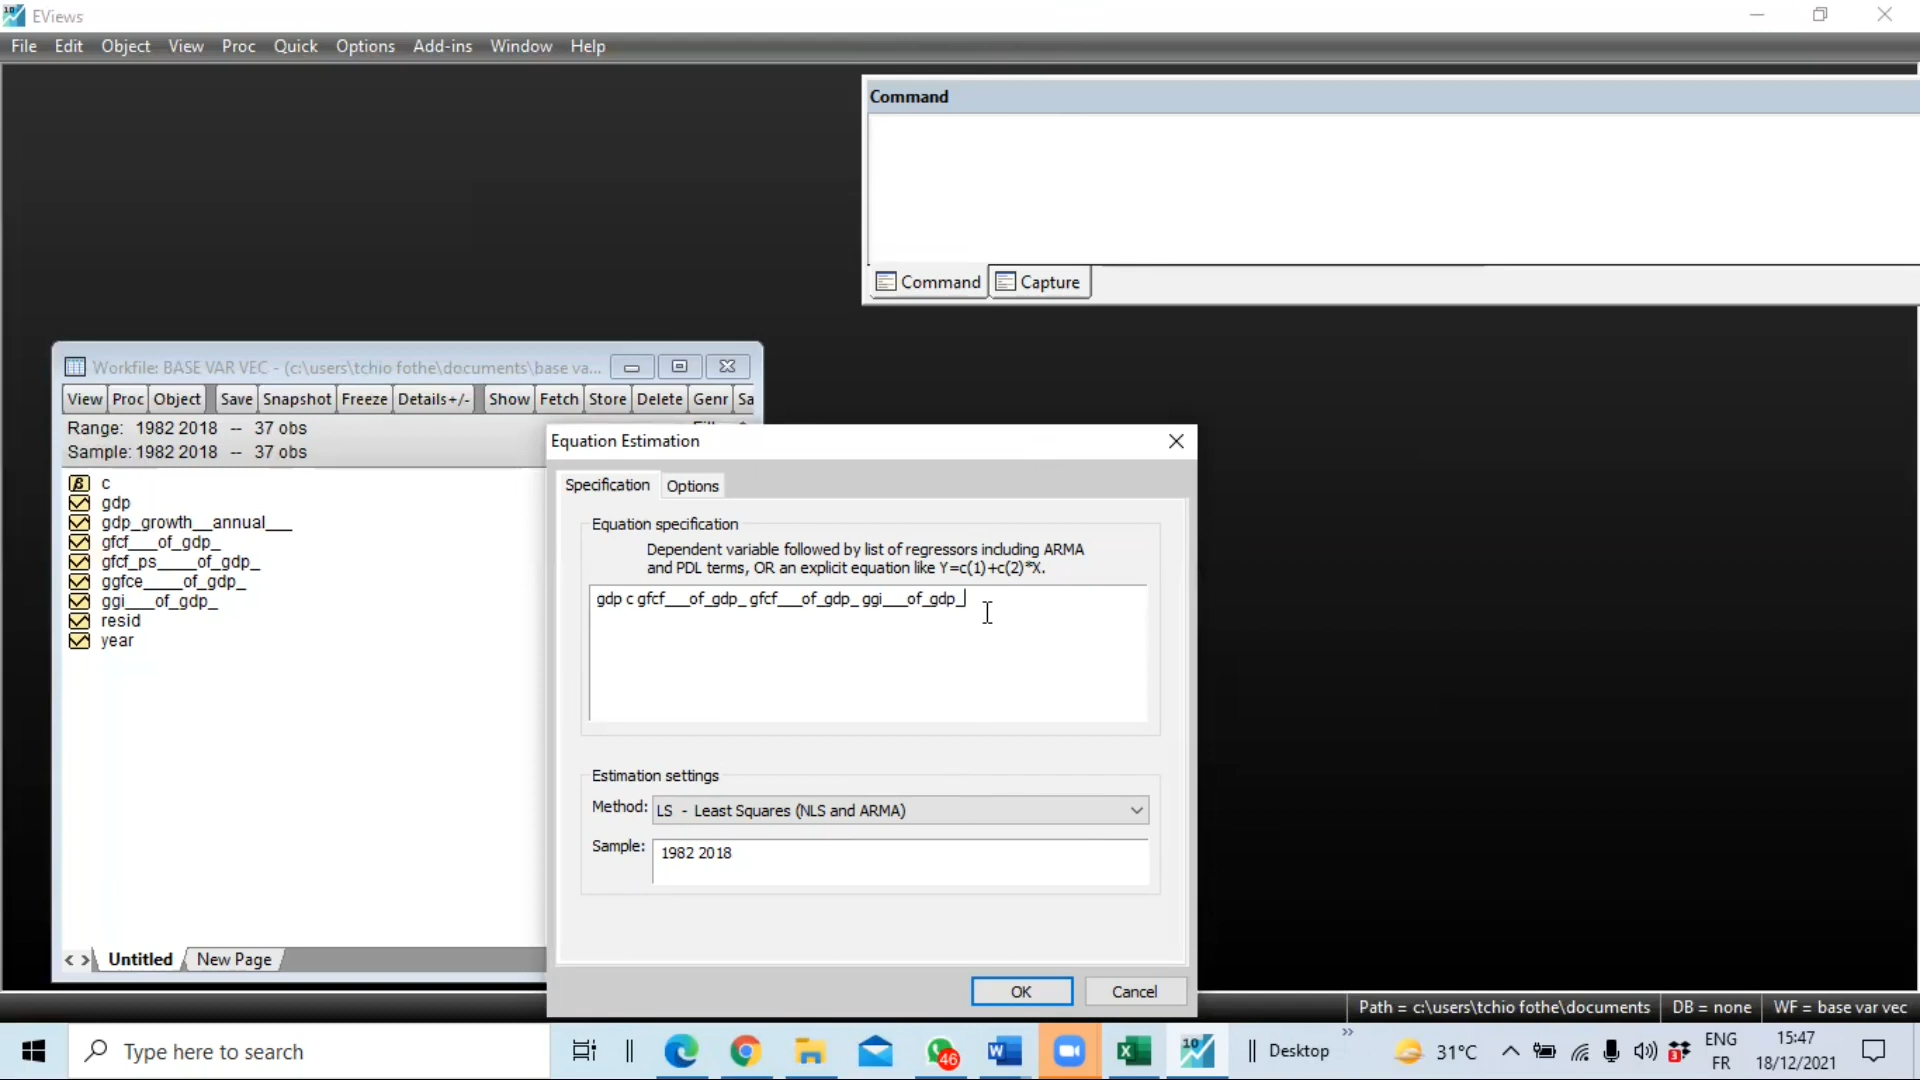 EViews
File Edit Object View Proc Quick Options Add-ins Window Help
Command
Command Capture
Workfile: BASE VAR VEC - (c:\users\tchio fothe\documents\base va...
View Proc Object Save Snapshot Freeze Details+/- Show Fetch Store Delete Genr Sa
Range: 1982 2018 -- 37 obs
Sample: 1982 2018 -- 37 obs
c
gdp
gdp_growth__annual___
gfcf___of_gdp_
gfcf_ps____of_gdp_
ggfce____of_gdp_
ggi___of_gdp_
resid
year
Untitled New Page
Equation Estimation
Specification Options
Equation specification
Dependent variable followed by list of regressors including ARMA
and PDL terms, OR an explicit equation like Y=c(1)+c(2)*X.
gdp c gfcf___of_gdp_ gfcf___of_gdp_ ggi___of_gdp_
Estimation settings
Method: LS - Least Squares (NLS and ARMA)
Sample: 1982 2018
OK Cancel
Path = c:\users\tchio fothe\documents DB = none WF = base var vec
Type here to search
46
10
Desktop
31°C
3
ENG
FR
15:47
18/12/2021